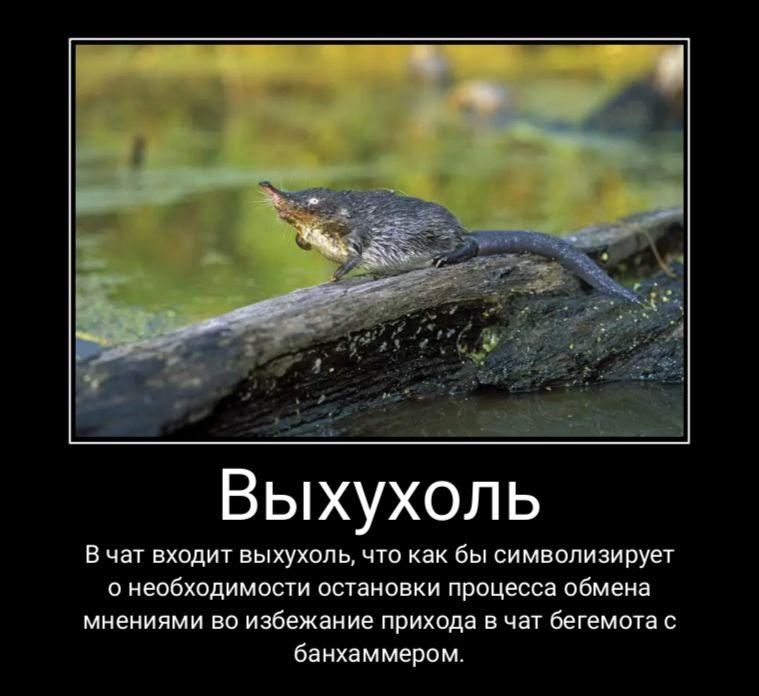 Выхухоль
В чат входит выхухоль, что как бы символизирует
о необходимости остановки процесса обмена
мнениями во избежание прихода в чат бегемота с
банхаммером.